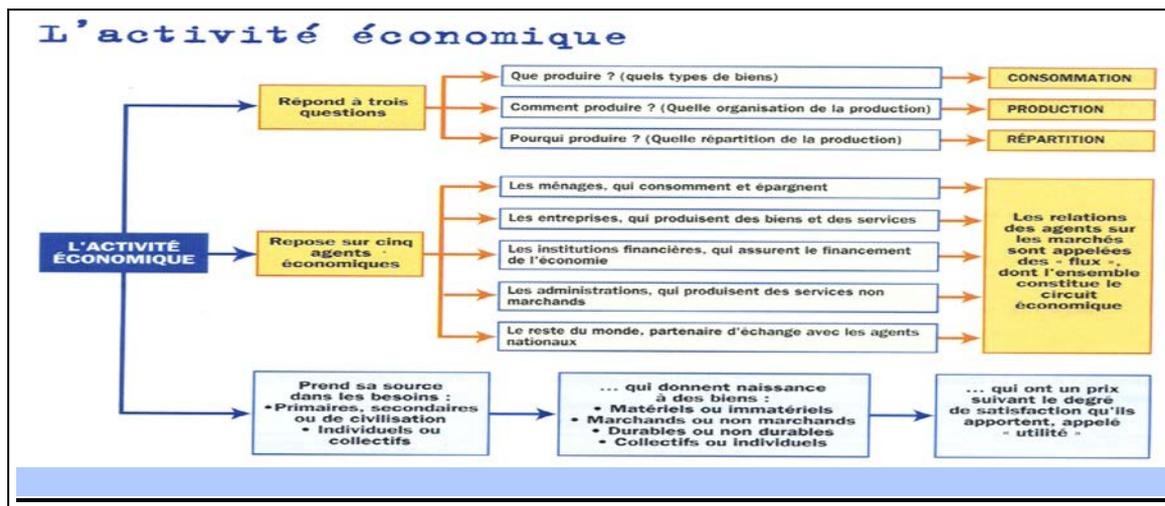 L'activité économique
Répond à trois
questions
Que produire ? (quels types de biens)
CONSOMMATION
Comment produire ? (Quelle organisation de la production)
PRODUCTION
Pourqui produire ? (Quelle répartition de la production)
RÉPARTITION
L'ACTIVITÉ
ÉCONOMIQUE
Repose sur cinq
agents
économiques
Les ménages, qui consomment et épargnent
Les entreprises, qui produisent des biens et des services
Les institutions financières, qui assurent le financement
de l'économie
Les administrations, qui produisent des services non
marchands
Le reste du monde, partenaire d'échange avec les agents
nationaux
Les relations
des agents sur
les marchés
sont appelées
des « flux »,
dont l'ensemble
constitue le
circuit
économique
Prend sa source
dans les besoins :
• Primaires, secondaires
ou de civilisation
• Individuels ou
collectifs
... qui donnent naissance
à des biens :
• Matériels ou immatériels
• Marchands ou non marchands
• Durables ou non durables
• Collectifs ou individuels
... qui ont un prix
suivant le degré
de satisfaction qu'ils
apportent, appelé
« utilité »